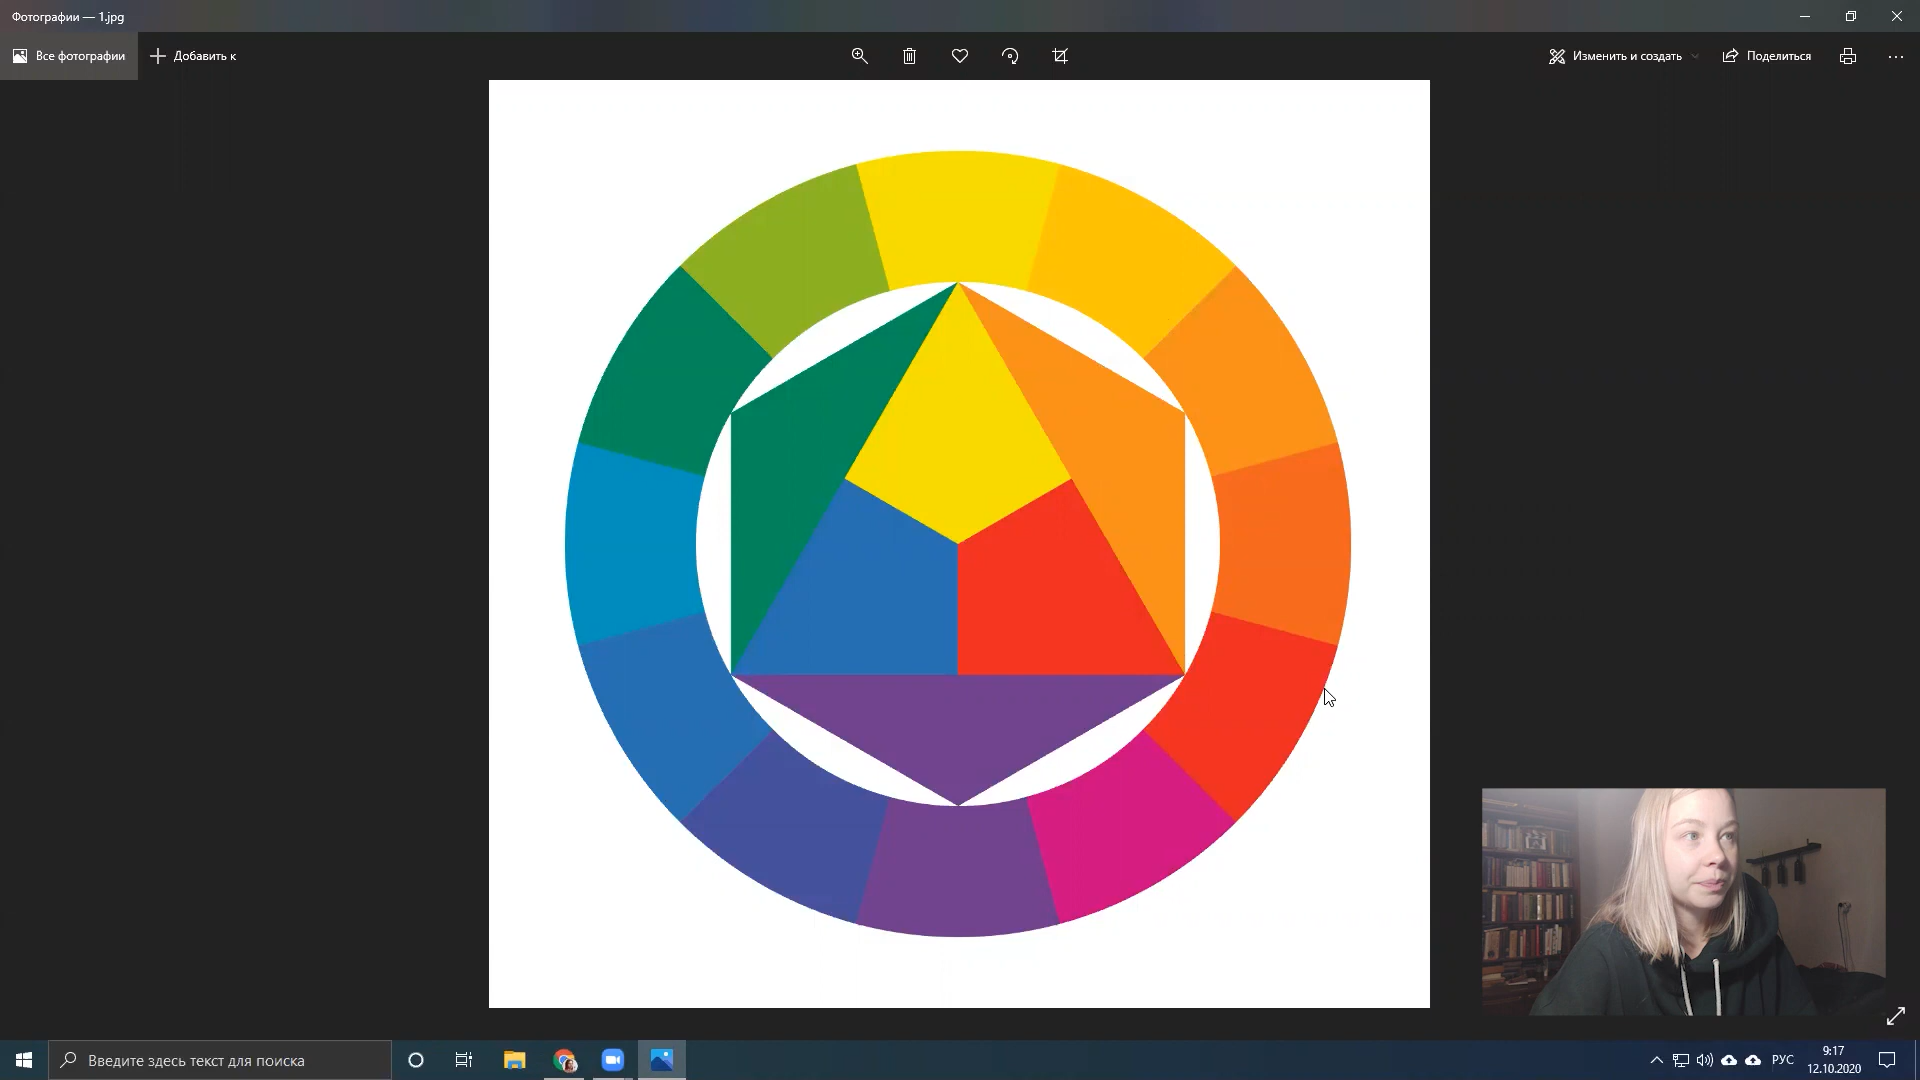 Фотографии — 1.jpg
Все фотографии
Добавить к
Изменить и создать
Поделиться
Введите здесь текст для поиска
РУС
9:17
12.10.2020